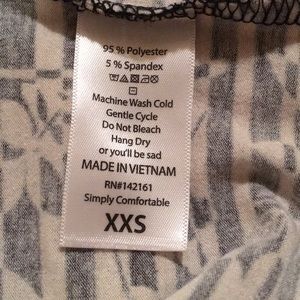 95 % Polyester
5 % Spandex
Machine Wash Cold
Gentle Cycle
Do Not Bleach
Hang Dry
or you'll be sad
MADE IN VIETNAM
RN#142161
Simply Comfortable
XXS